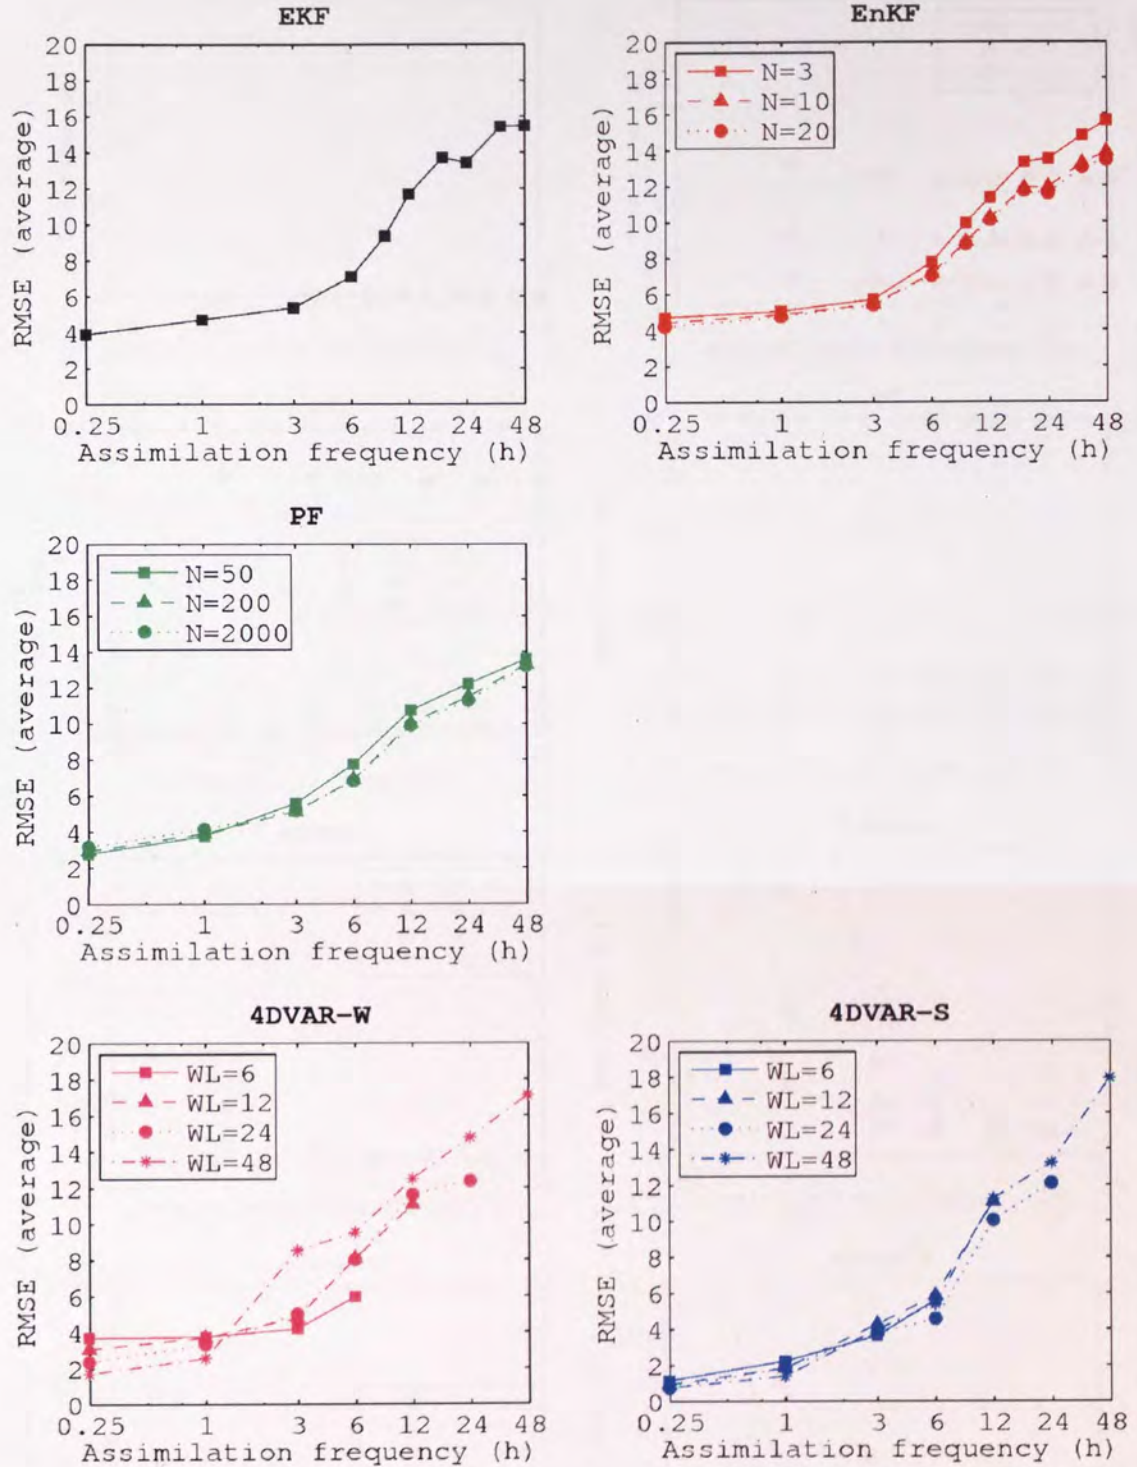 EKF
20
18
16
14
12
10
8
6
4
2
0
RMSE (average)
0.25 1 3 6 12 24 48
Assimilation frequency (h)
EnKF
20
18
16
14
12
10
8
6
4
2
0
RMSE (average)
N=3
N=10
N=20
0.25 1 3 6 12 24 48
Assimilation frequency (h)
PF
20
18
16
14
12
10
8
6
4
2
0
RMSE (average)
N=50
N=200
N=2000
0.25 1 3 6 12 24 48
Assimilation frequency (h)
4DVAR-W
20
18
16
14
12
10
8
6
4
2
0
RMSE (average)
WL=6
WL=12
WL=24
WL=48
0.25 1 3 6 12 24 48
Assimilation frequency (h)
4DVAR-S
20
18
16
14
12
10
8
6
4
2
0
RMSE (average)
WL=6
WL=12
WL=24
WL=48
0.25 1 3 6 12 24 48
Assimilation frequency (h)